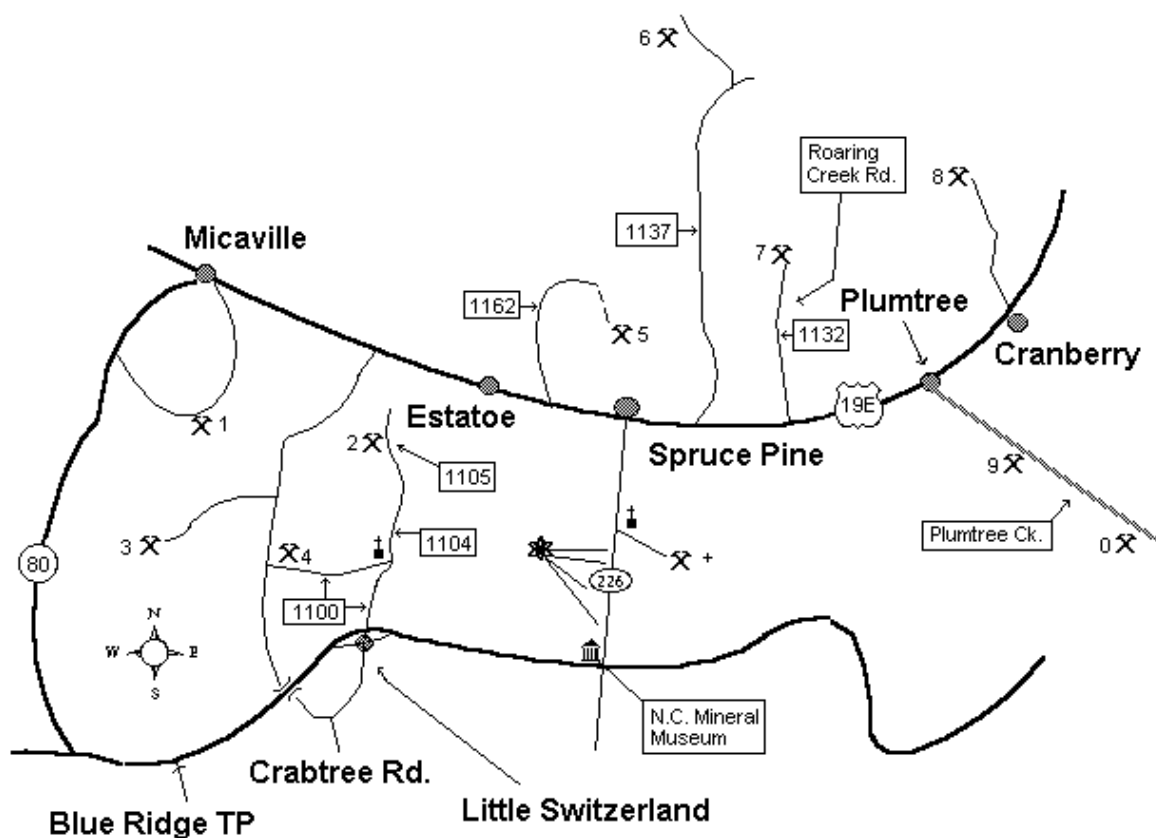 6
Roaring
Creek Rd.
8
1137
Micaville
7
1162
Plumtree
5
1132
Cranberry
Estatoe
19E
1
2
Spruce Pine
1105
9
3
4
1104
Plumtree Ck.
0
80
+
226
1100
N
W
E
S
N.C. Mineral
Museum
Crabtree Rd.
Little Switzerland
Blue Ridge TP